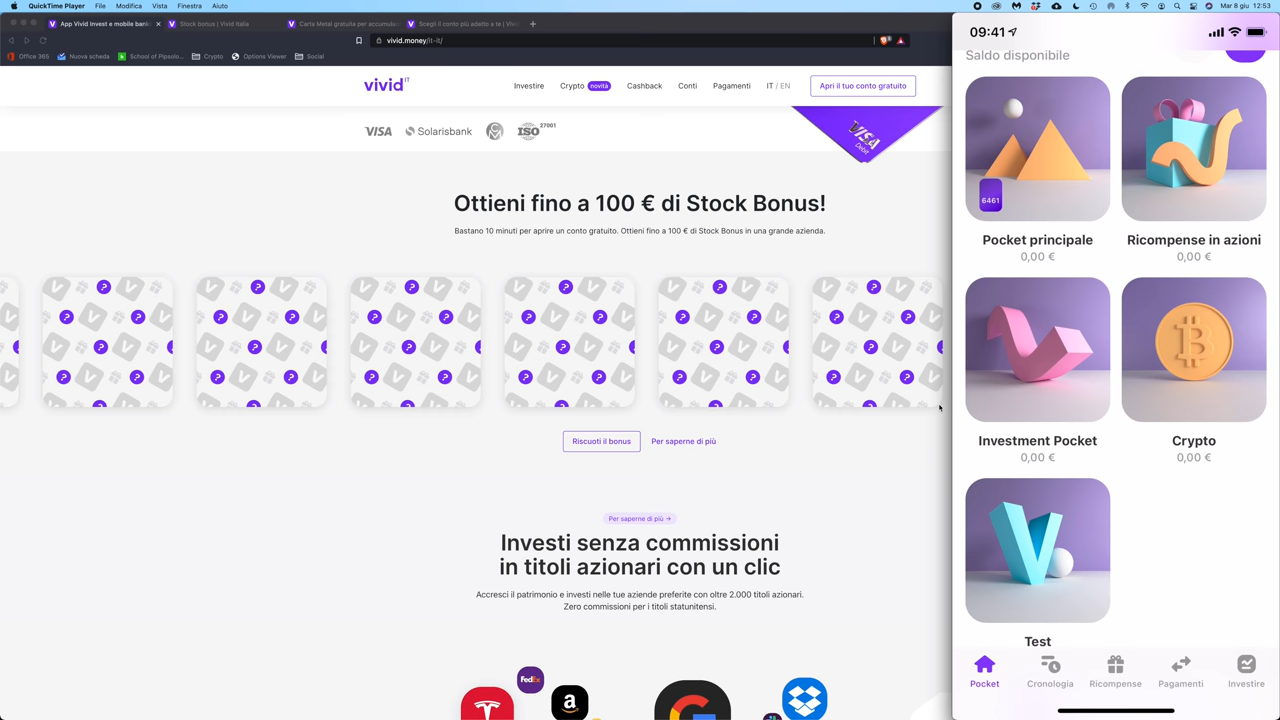 QuickTime Player File Modifica Vista Finestra Aiuto
Mar 8 giu 12:53
App Vivid Invest e mobile bankin
Stock bonus | Vivid Italia
Carta Metal gratuita per accumula
Scegli il conto più adatto a te | Viv
vivid.money/it-it/
Office 365 Nuova scheda School of Pipsolo... Crypto Options Viewer Social
vivid IT
Investire Crypto novità Cashback Conti Pagamenti IT / EN Apri il tuo conto gratuito
VISA Solarisbank ISO 27001
VISA
Debit
Ottieni fino a 100 € di Stock Bonus!
Bastano 10 minuti per aprire un conto gratuito. Ottieni fino a 100 € di Stock Bonus in una grande azienda.
Riscuoti il bonus Per saperne di più
Per saperne di più →
Investi senza commissioni
in titoli azionari con un clic
Accresci il patrimonio e investi nelle tue aziende preferite con oltre 2.000 titoli azionari.
Zero commissioni per i titoli statunitensi.
FedEx
09:41
Saldo disponibile
6461
Pocket principale Ricompense in azioni
0,00 € 0,00 €
Investment Pocket Crypto
0,00 € 0,00 €
Test
Pocket Cronologia Ricompense Pagamenti Investire